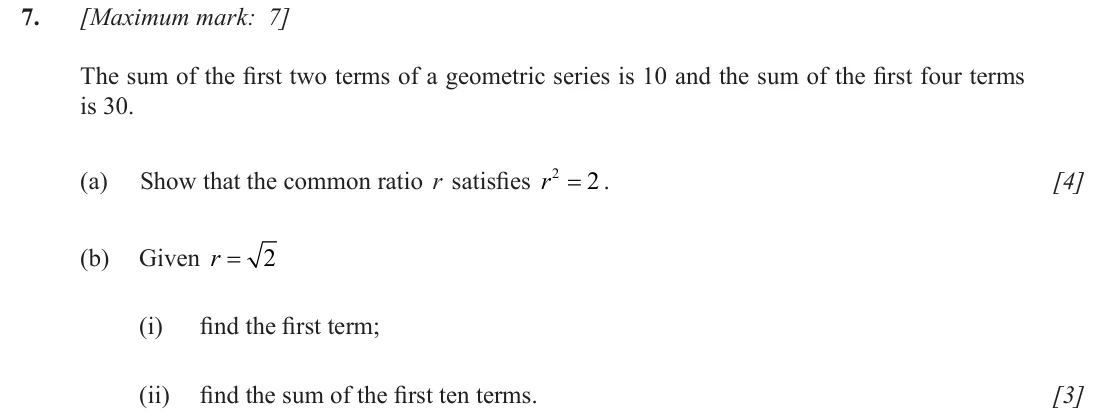 7. [Maximum mark: 7]
The sum of the first two terms of a geometric series is 10 and the sum of the first four terms
is 30.
(a) Show that the common ratio r satisfies r² = 2 . [4]
(b) Given r = √2
(i) find the first term;
(ii) find the sum of the first ten terms. [3]